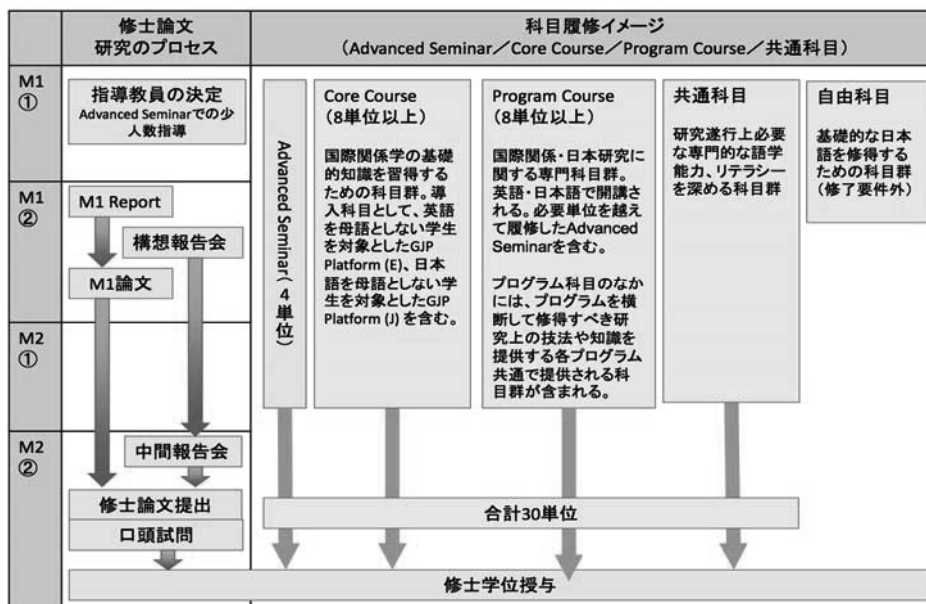 修士論文
研究のプロセス
科目履修イメージ
（Advanced Seminar／Core Course／Program Course／共通科目）
M1
①
指導教員の決定
Advanced Seminarでの少
人数指導
M1
②
M1 Report
構想報告会
M1論文
M2
①
M2
②
中間報告会
修士論文提出
口頭試問
Advanced Seminar（４単位）
Core Course
（8単位以上）
国際関係学の基礎
的知識を習得する
ための科目群。導
入科目として、英語
を母語としない学生
を対象としたGJP
Platform (E)、日本
語を母語としない学
生を対象としたGJP
Platform (J) を含む。
Program Course
（8単位以上）
国際関係・日本研究に
関する専門科目群。
英語・日本語で開講さ
れる。必要単位を越え
て履修したAdvanced
Seminarを含む。
プログラム科目のなか
には、プログラムを横
断して修得すべき研
究上の技法や知識を
提供する各プログラム
共通で提供される科
目群が含まれる。
共通科目
研究遂行上必要
な専門的な語学
能力、リテラシー
を深める科目群
自由科目
基礎的な日本
語を修得する
ための科目群
（修了要件外）
合計30単位
修士学位授与